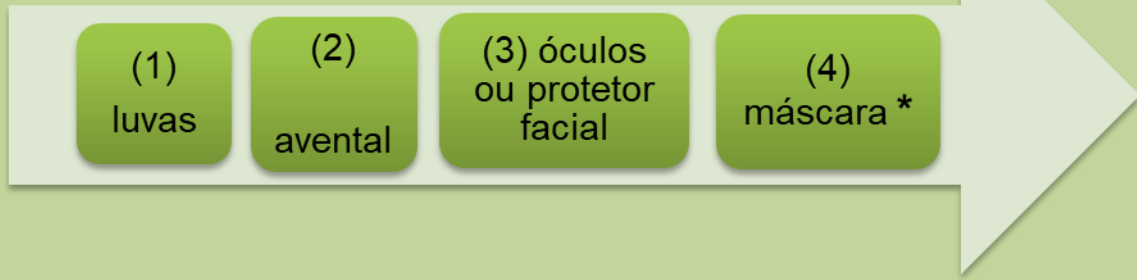 (1)
luvas
(2)
avental
(3) óculos
ou protetor
facial
(4)
máscara *